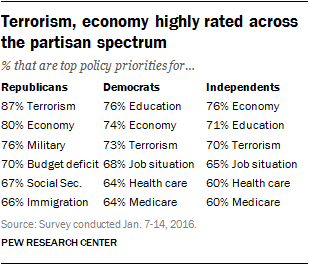 Terrorism, economy highly rated across
the partisan spectrum
% that are top policy priorities for...
Republicans Democrats Independents
87% Terrorism 76% Education 76% Economy
80% Economy 74% Economy 71% Education
76% Military 73% Terrorism 70% Terrorism
70% Budget deficit 68% Job situation 65% Job situation
67% Social Sec. 64% Health care 60% Health care
66% Immigration 64% Medicare 60% Medicare
Source: Survey conducted Jan. 7-14, 2016.
PEW RESEARCH CENTER